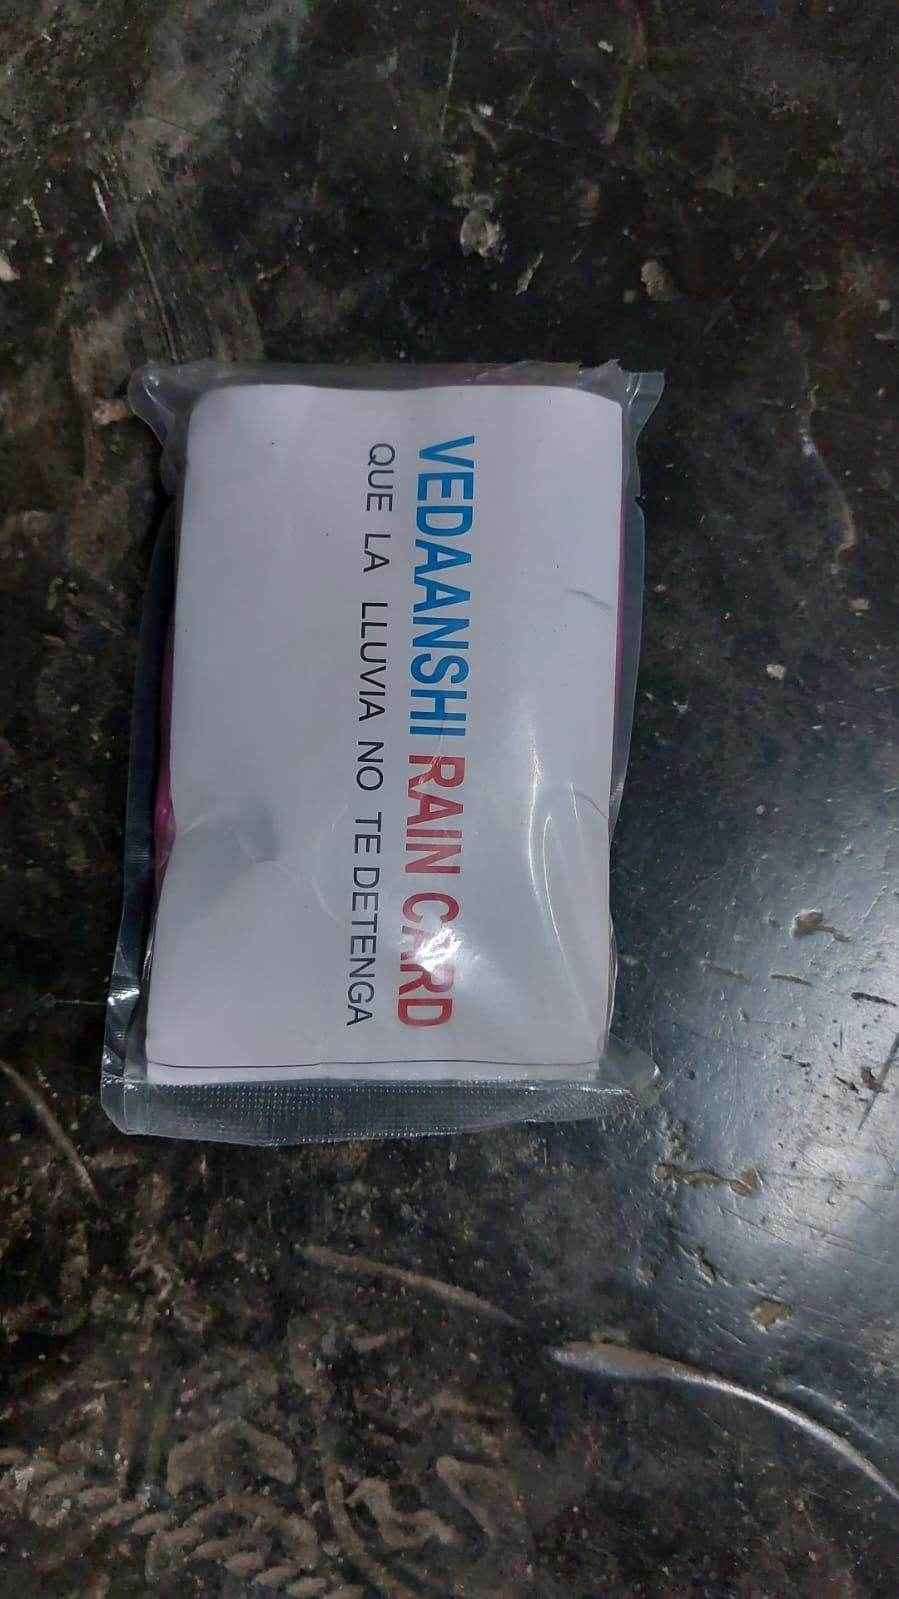 VEDAANSHI RAIN CARD
QUE LA LLUVIA NO TE DETENGA